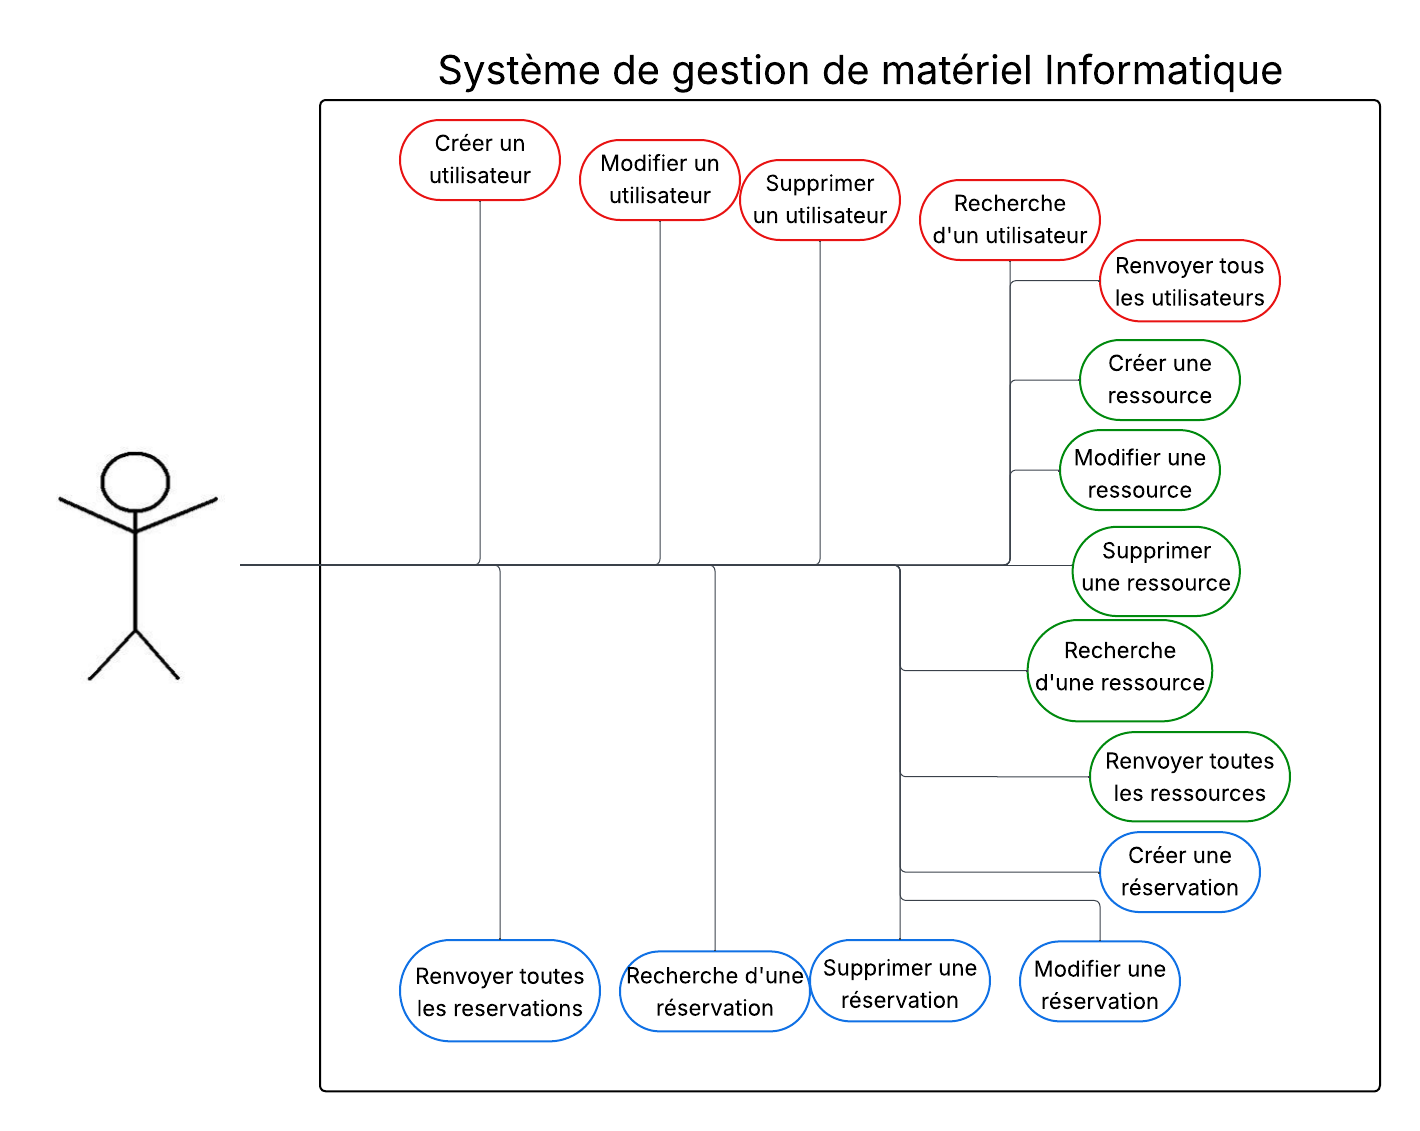 Système de gestion de matériel Informatique
Créer un
utilisateur
Modifier un
utilisateur
Supprimer
un utilisateur
Recherche
d'un utilisateur
Renvoyer tous
les utilisateurs
Créer une
ressource
Modifier une
ressource
Supprimer
une ressource
Recherche
d'une ressource
Renvoyer toutes
les ressources
Créer une
réservation
Renvoyer toutes
les reservations
Recherche d'une
réservation
Supprimer une
réservation
Modifier une
réservation